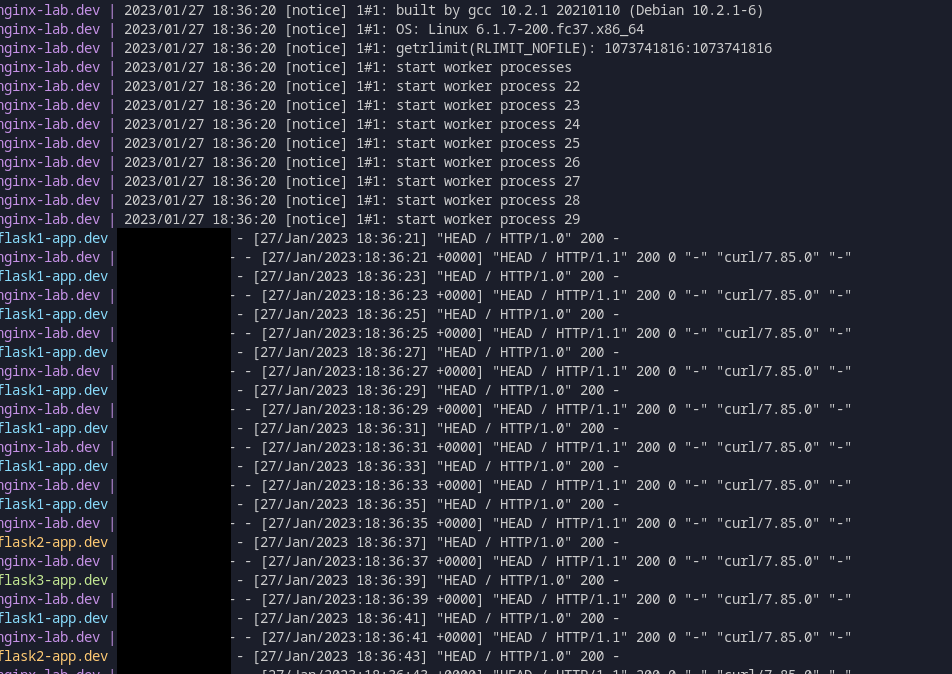 nginx-lab.dev | 2023/01/27 18:36:20 [notice] 1#1: built by gcc 10.2.1 20210110 (Debian 10.2.1-6)
nginx-lab.dev | 2023/01/27 18:36:20 [notice] 1#1: OS: Linux 6.1.7-200.fc37.x86_64
nginx-lab.dev | 2023/01/27 18:36:20 [notice] 1#1: getrlimit(RLIMIT_NOFILE): 1073741816:1073741816
nginx-lab.dev | 2023/01/27 18:36:20 [notice] 1#1: start worker processes
nginx-lab.dev | 2023/01/27 18:36:20 [notice] 1#1: start worker process 22
nginx-lab.dev | 2023/01/27 18:36:20 [notice] 1#1: start worker process 23
nginx-lab.dev | 2023/01/27 18:36:20 [notice] 1#1: start worker process 24
nginx-lab.dev | 2023/01/27 18:36:20 [notice] 1#1: start worker process 25
nginx-lab.dev | 2023/01/27 18:36:20 [notice] 1#1: start worker process 26
nginx-lab.dev | 2023/01/27 18:36:20 [notice] 1#1: start worker process 27
nginx-lab.dev | 2023/01/27 18:36:20 [notice] 1#1: start worker process 28
nginx-lab.dev | 2023/01/27 18:36:20 [notice] 1#1: start worker process 29
flask1-app.dev - [27/Jan/2023 18:36:21] "HEAD / HTTP/1.0" 200 -
nginx-lab.dev | - - [27/Jan/2023:18:36:21 +0000] "HEAD / HTTP/1.1" 200 0 "-" "curl/7.85.0" "-"
flask1-app.dev - [27/Jan/2023 18:36:23] "HEAD / HTTP/1.0" 200 -
nginx-lab.dev | - - [27/Jan/2023:18:36:23 +0000] "HEAD / HTTP/1.1" 200 0 "-" "curl/7.85.0" "-"
flask1-app.dev - [27/Jan/2023 18:36:25] "HEAD / HTTP/1.0" 200 -
nginx-lab.dev | - - [27/Jan/2023:18:36:25 +0000] "HEAD / HTTP/1.1" 200 0 "-" "curl/7.85.0" "-"
flask1-app.dev - [27/Jan/2023 18:36:27] "HEAD / HTTP/1.0" 200 -
nginx-lab.dev | - - [27/Jan/2023:18:36:27 +0000] "HEAD / HTTP/1.1" 200 0 "-" "curl/7.85.0" "-"
flask1-app.dev - [27/Jan/2023 18:36:29] "HEAD / HTTP/1.0" 200 -
nginx-lab.dev | - - [27/Jan/2023:18:36:29 +0000] "HEAD / HTTP/1.1" 200 0 "-" "curl/7.85.0" "-"
flask1-app.dev - [27/Jan/2023 18:36:31] "HEAD / HTTP/1.0" 200 -
nginx-lab.dev | - - [27/Jan/2023:18:36:31 +0000] "HEAD / HTTP/1.1" 200 0 "-" "curl/7.85.0" "-"
flask1-app.dev - [27/Jan/2023 18:36:33] "HEAD / HTTP/1.0" 200 -
nginx-lab.dev | - - [27/Jan/2023:18:36:33 +0000] "HEAD / HTTP/1.1" 200 0 "-" "curl/7.85.0" "-"
flask1-app.dev - [27/Jan/2023 18:36:35] "HEAD / HTTP/1.0" 200 -
nginx-lab.dev | - - [27/Jan/2023:18:36:35 +0000] "HEAD / HTTP/1.1" 200 0 "-" "curl/7.85.0" "-"
flask2-app.dev - [27/Jan/2023 18:36:37] "HEAD / HTTP/1.0" 200 -
nginx-lab.dev | - - [27/Jan/2023:18:36:37 +0000] "HEAD / HTTP/1.1" 200 0 "-" "curl/7.85.0" "-"
flask3-app.dev - [27/Jan/2023 18:36:39] "HEAD / HTTP/1.0" 200 -
nginx-lab.dev | - - [27/Jan/2023:18:36:39 +0000] "HEAD / HTTP/1.1" 200 0 "-" "curl/7.85.0" "-"
flask1-app.dev - [27/Jan/2023 18:36:41] "HEAD / HTTP/1.0" 200 -
nginx-lab.dev | - - [27/Jan/2023:18:36:41 +0000] "HEAD / HTTP/1.1" 200 0 "-" "curl/7.85.0" "-"
flask2-app.dev - [27/Jan/2023 18:36:43] "HEAD / HTTP/1.0" 200 -
nginx-lab.dev | - - [27/Jan/2023:18:36:43 +0000] "HEAD / HTTP/1.1" 200 0 "-" "curl/7.85.0" "-"